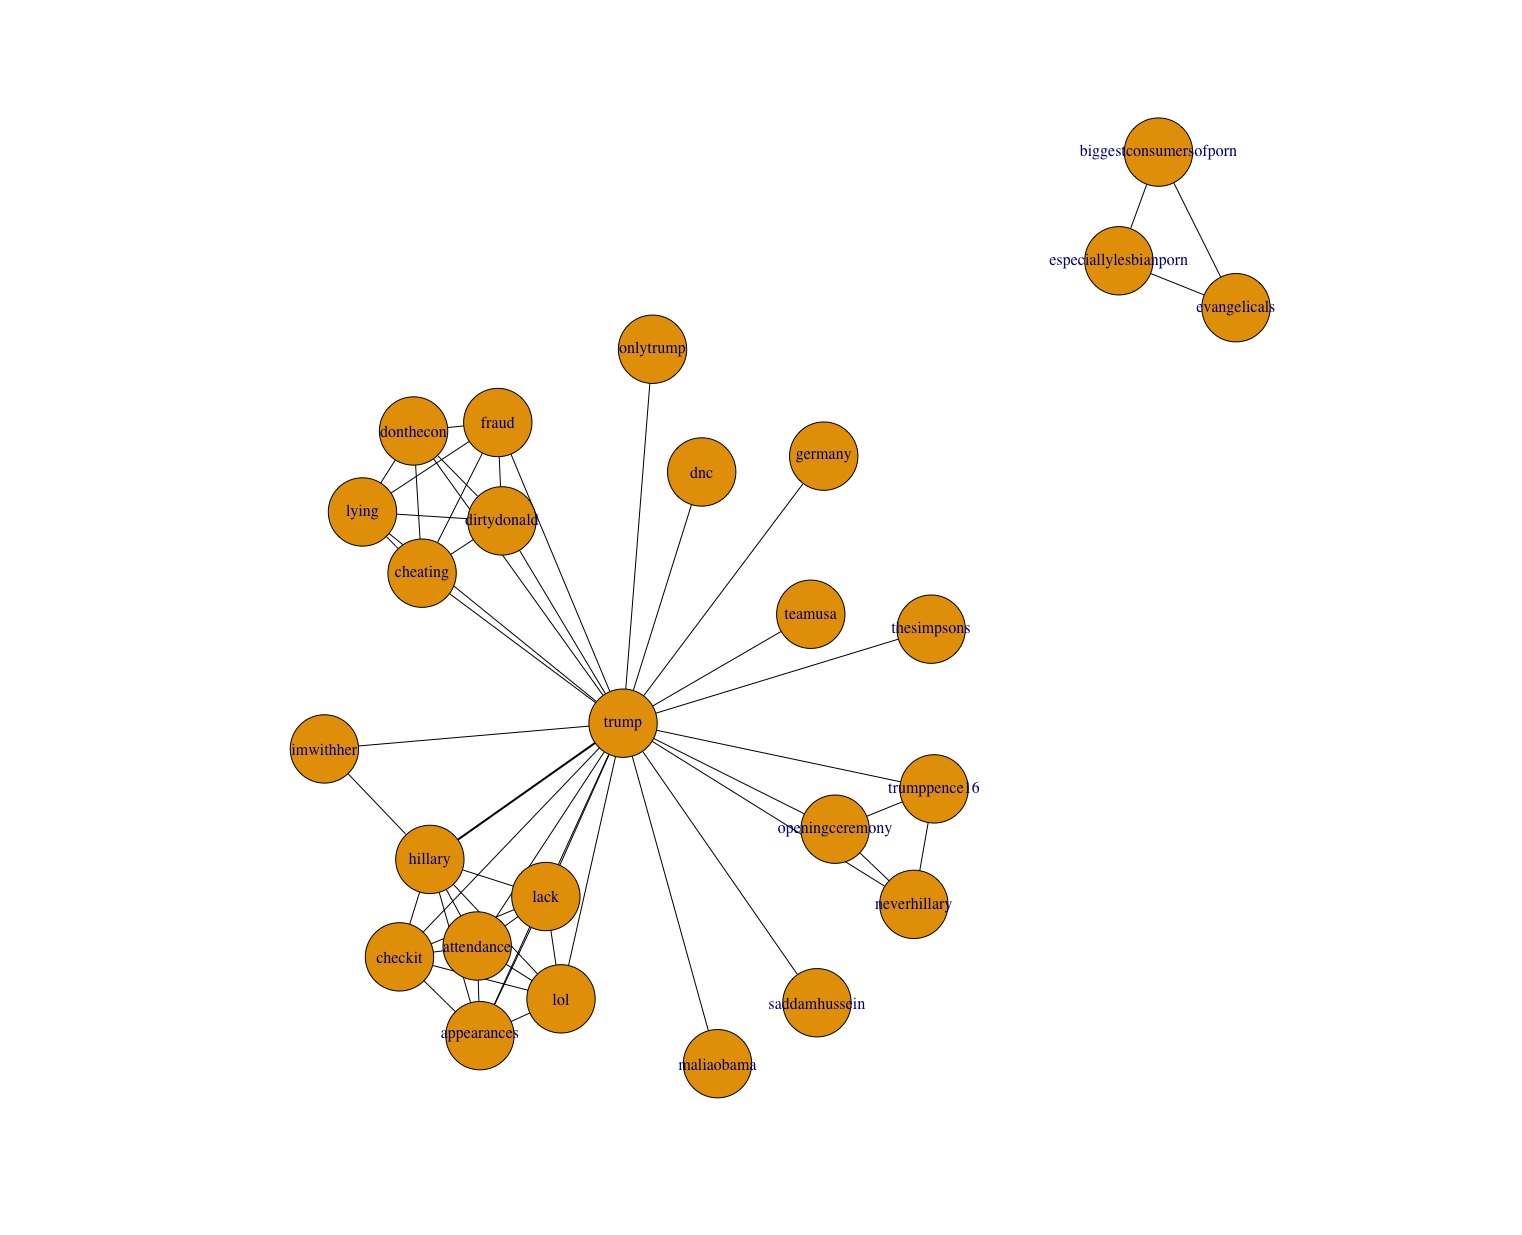 biggestconsumersofporn
especiallylesbianporn
evangelicals
onlytrump
fraud
donthecon
germany
dnc
lying
dirtydonald
cheating
teamusa
thesimpsons
trump
imwithher
trumppence16
openingceremony
hillary
lack
neverhillary
attendance
checkit
lol
saddamhussein
appearances
maliaobama